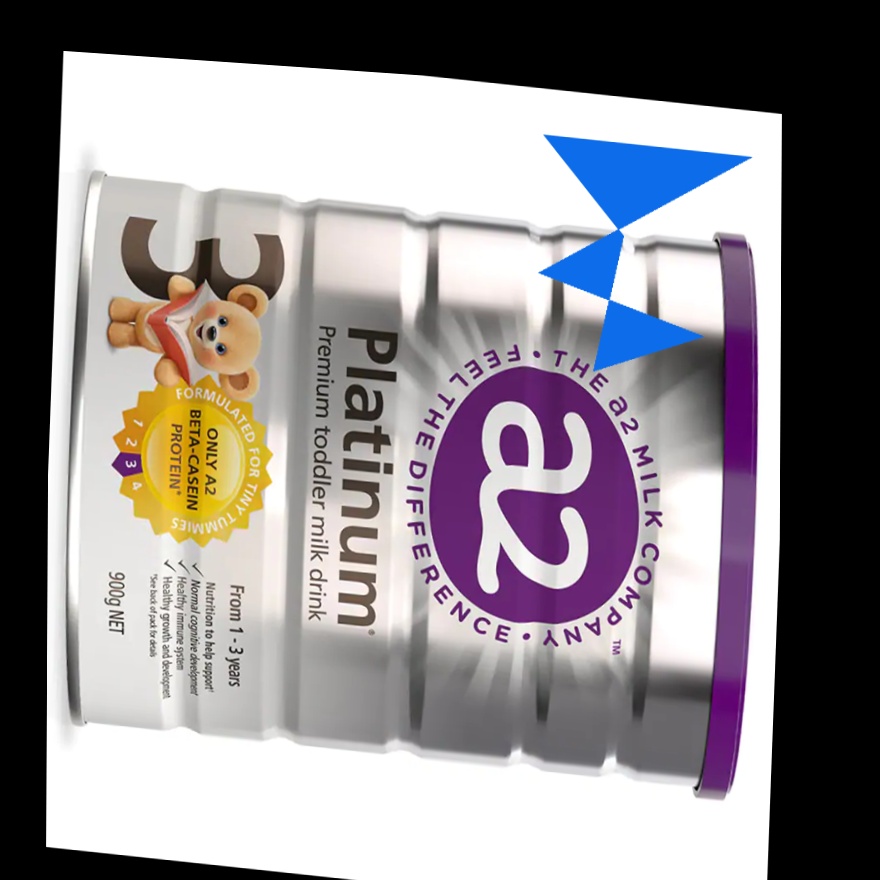 THE a2 MILK COMPANY™
a2
FEEL THE DIFFERENCE
Platinum®
Premium toddler milk drink
3
FORMULATED FOR TINY TUMMIES
ONLY A2
BETA-CASEIN
PROTEIN*
1 2 3 4
From 1 - 3 years
Nutrition to help support†
✓ Normal cognitive development
✓ Healthy immune system
✓ Healthy growth and development
*See back of pack for details
900g NET